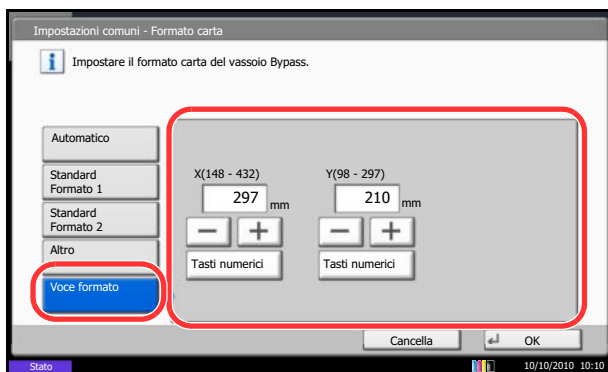 Impostazioni comuni - Formato carta
Impostare il formato carta del vassoio Bypass.
Automatico
Standard
Formato 1
Standard
Formato 2
Altro
Voce formato
X(148 - 432)
297 mm
Tasti numerici
Y(98 - 297)
210 mm
Tasti numerici
Cancella
OK
Stato
10/10/2010 10:10